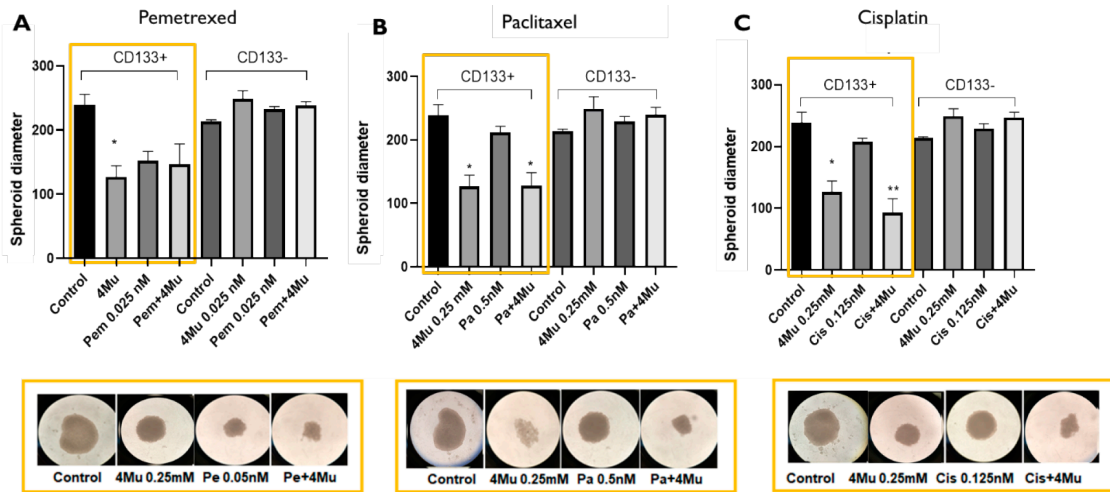 A
Pemetrexed
CD133+
CD133-
Spheroid diameter
300
200
100
0
Control
4Mu
Pem 0.025 nM
Pem+4Mu
Control
4Mu 0.025 nM
Pem 0.025 nM
Pem+4Mu
*
B
Paclitaxel
CD133+
CD133-
Spheroid diameter
300
200
100
0
Control
4Mu 0.25 mM
Pa 0.5nM
Pa+4Mu
Control
4Mu 0.25mM
Pa 0.5nM
Pa+4Mu
*
*
C
Cisplatin
CD133+
CD133-
Spheroid diameter
300
200
100
0
Control
4Mu 0.25mM
Cis 0.125nM
Cis+4Mu
Control
4Mu 0.25mM
Cis 0.125nM
Cis+4Mu
*
**
Control 4Mu 0.25mM Pe 0.05nM Pe+4Mu
Control 4Mu 0.25mM Pa 0.5nM Pa+4Mu
Control 4Mu 0.25mM Cis 0.125nM Cis+4Mu